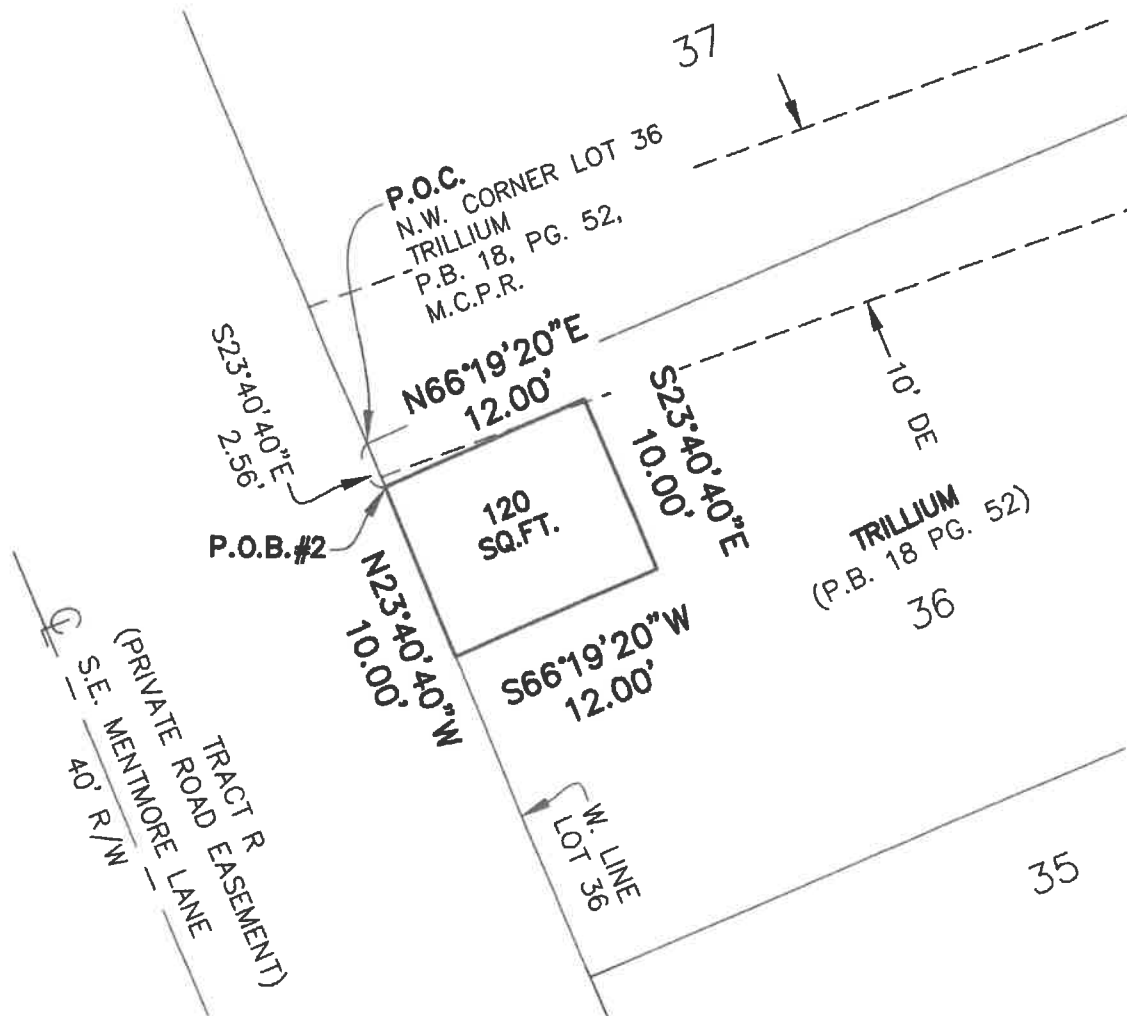 37
P.O.C.
N.W. CORNER LOT 36
TRILLIUM
P.B. 18, PG. 52,
M.C.P.R.
N66°19'20"E
12.00'
S23°40'40"E
2.56'
S23°40'40"E
10.00'
10' DE
120
SQ.FT.
P.O.B.#2
TRILLIUM
(P.B. 18 PG. 52)
36
N23°40'40"W
10.00'
S66°19'20"W
12.00'
TRACT R
(PRIVATE ROAD EASEMENT)
℄ S.E. MENTMORE LANE
40' R/W
W. LINE
LOT 36
35